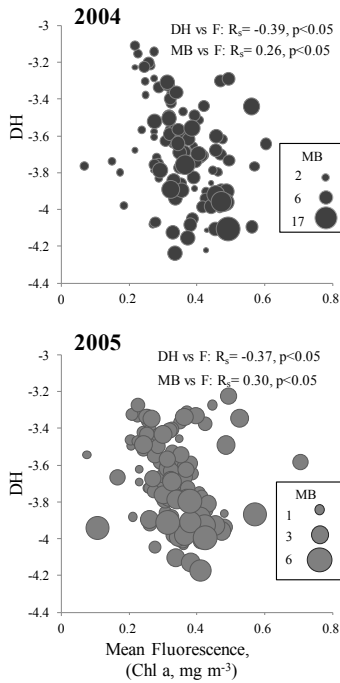 2004
DH vs F: Rs= -0.39, p<0.05
MB vs F: Rs= 0.26, p<0.05
-3
-3.2
-3.4
-3.6
-3.8
-4
-4.2
-4.4
DH
MB
2
6
17
0 0.2 0.4 0.6 0.8
2005
DH vs F: Rs= -0.37, p<0.05
MB vs F: Rs= 0.30, p<0.05
-3
-3.2
-3.4
-3.6
-3.8
-4
-4.2
-4.4
DH
MB
1
3
6
0 0.2 0.4 0.6 0.8
Mean Fluorescence,
(Chl a, mg m-3)